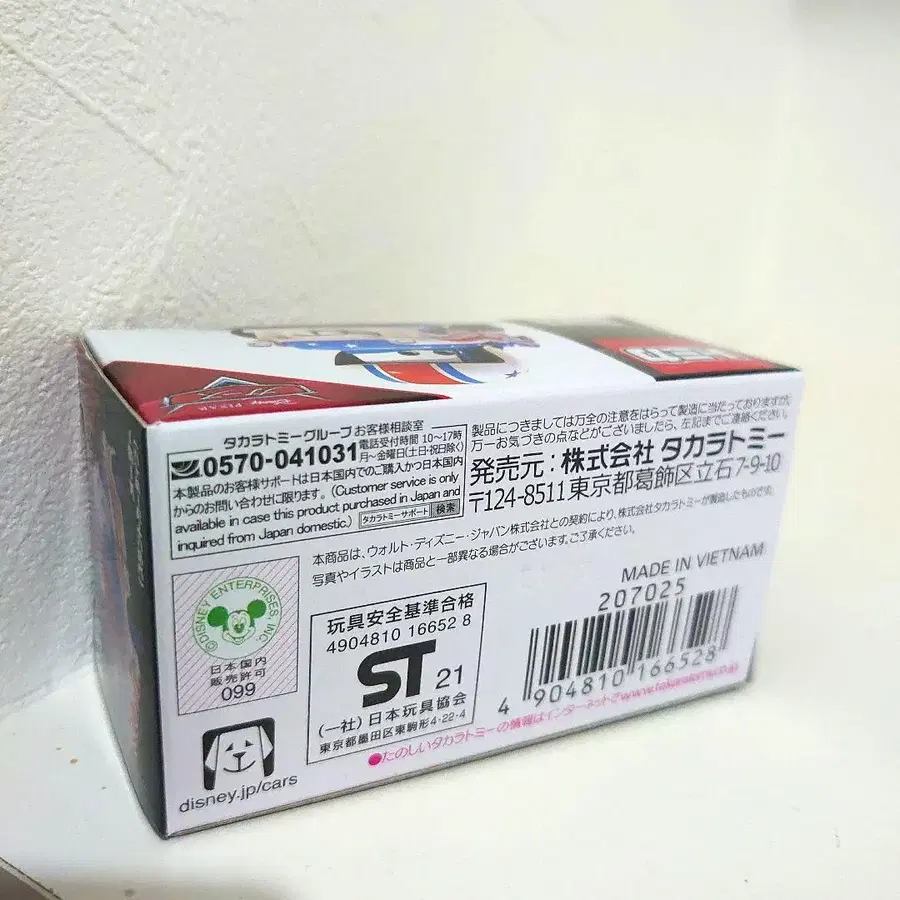 Disney · PIXAR
タカラトミーグループお客様相談室
0570-041031
電話受付時間 10〜17時
月〜金曜日(土・日・祝日除く)
本製品のお客様サポートは日本国内でのご購入かつ日本国内
からのお問い合わせに限ります。(Customer service is only
available in case this product purchased in Japan and
inquired from Japan domestic.)
タカラトミーサポート 検索
製品につきましては万全の注意をはらって製造に当たっておりますが、
万一お気づきの点などがございましたら、左記までご連絡ください。
発売元:株式会社 タカラトミー
〒124-8511 東京都葛飾区立石7-9-10
本商品は、ウォルト・ディズニー・ジャパン株式会社との契約により、株式会社タカラトミーが製造したものです。
写真やイラストは商品と一部異なる場合がございます。ご了承ください。
©DISNEY ENTERPRISES, INC
日本国内
販売許可
099
玩具安全基準合格
4904810 16652 8
ST 21
(一社)日本玩具協会
東京都墨田区東駒形4-22-4
MADE IN VIETNAM
207025
4 904810 166528
disney.jp/cars
●たのしいタカラトミーの情報はインターネットで